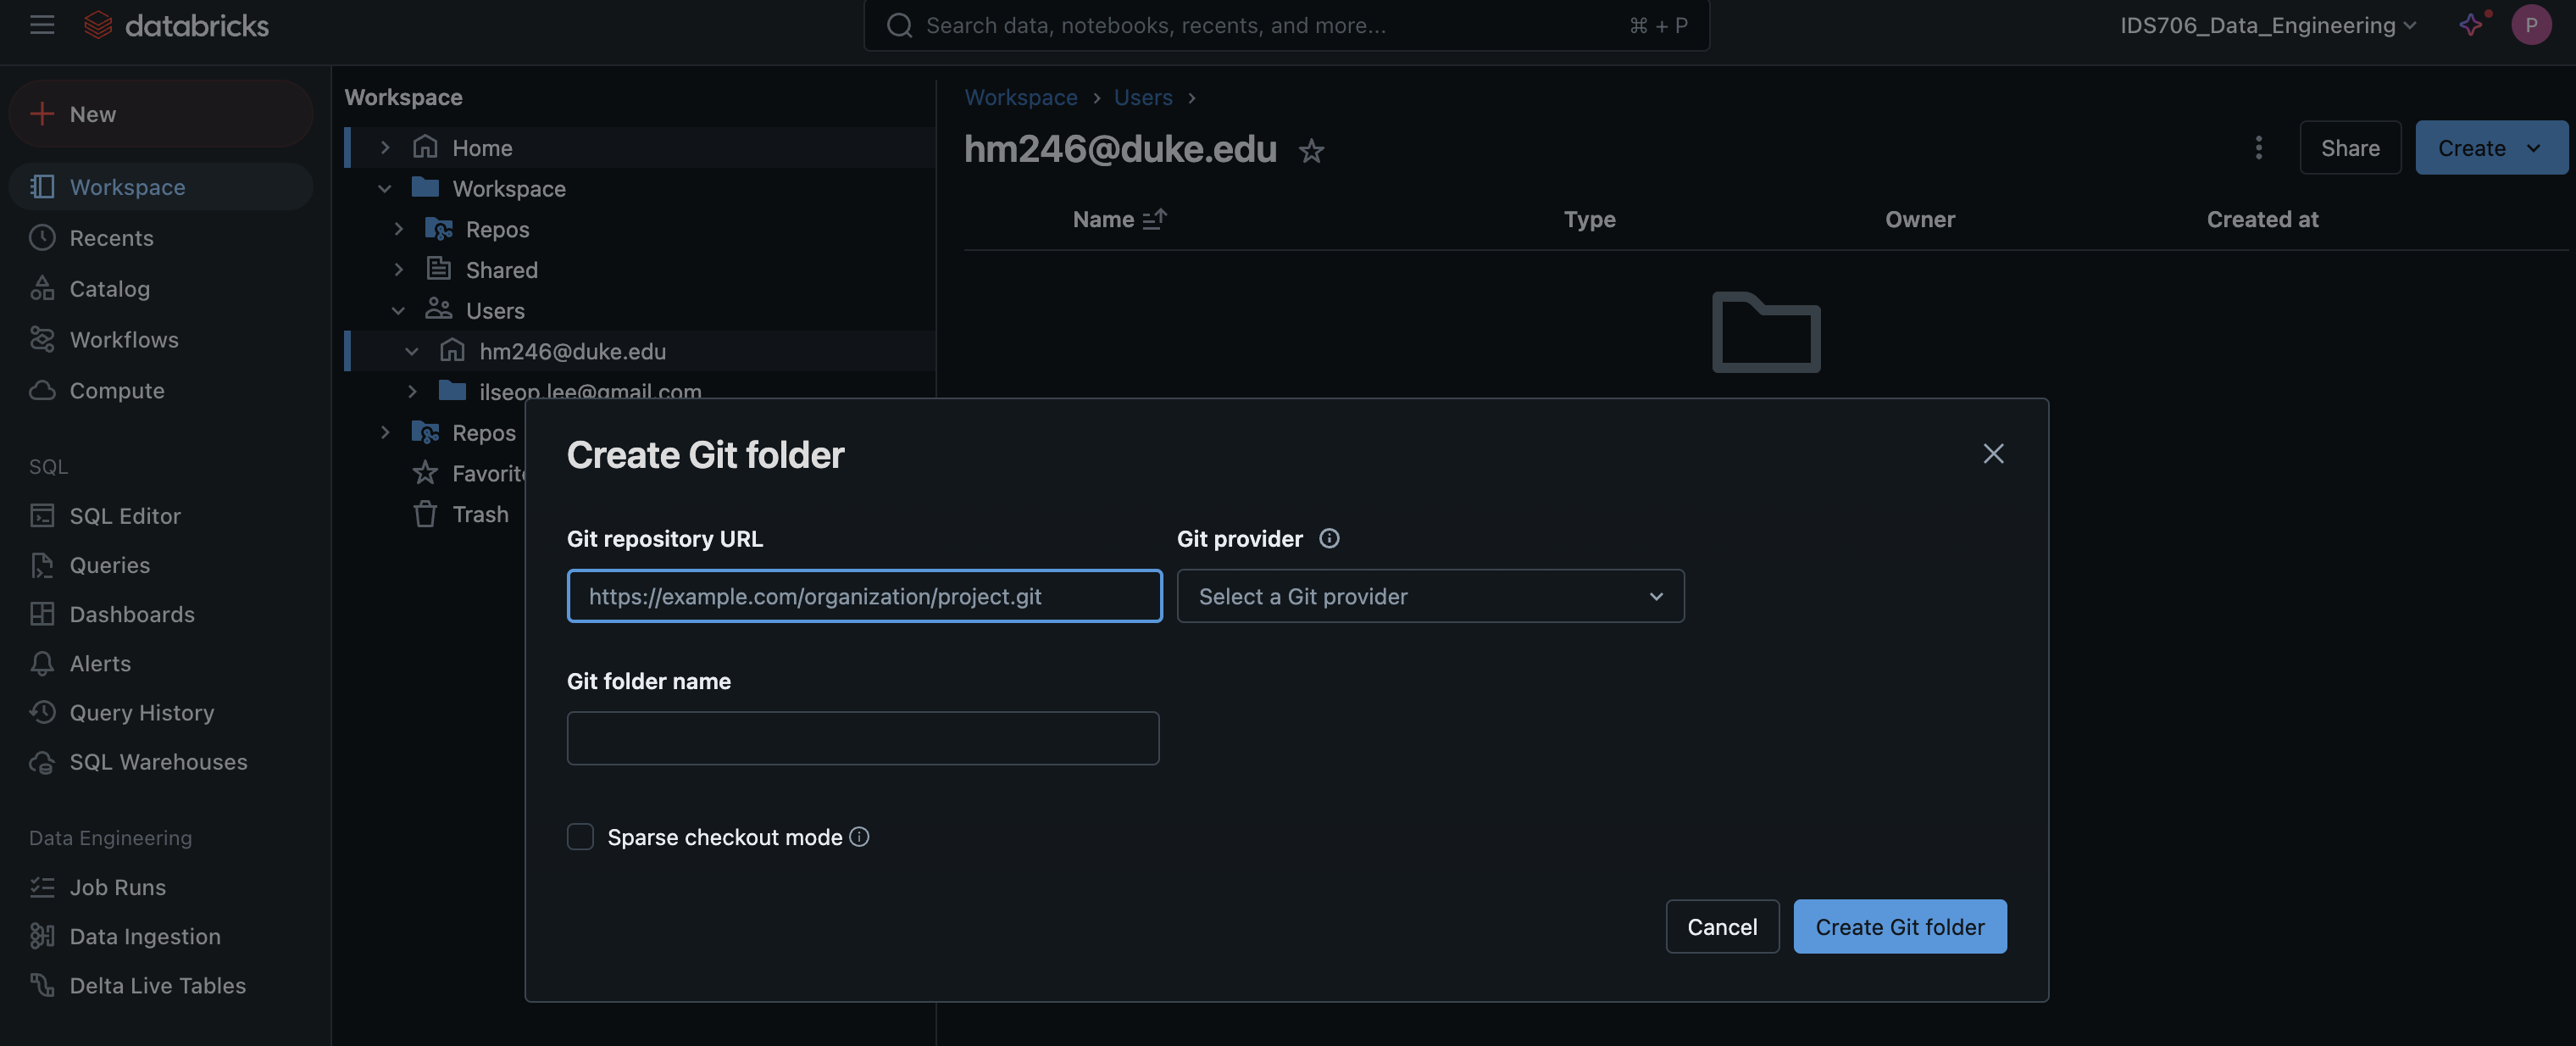 databricks
Search data, notebooks, recents, and more...
⌘ + P
IDS706_Data_Engineering
P
New
Workspace
Recents
Catalog
Workflows
Compute
SQL
SQL Editor
Queries
Dashboards
Alerts
Query History
SQL Warehouses
Data Engineering
Job Runs
Data Ingestion
Delta Live Tables
Workspace
Home
Workspace
Repos
Shared
Users
hm246@duke.edu
ilseop.lee@gmail.com
Repos
Favorite
Trash
Workspace > Users >
hm246@duke.edu
Share
Create
Name
Type
Owner
Created at
Create Git folder
Git repository URL
Git provider
https://example.com/organization/project.git
Select a Git provider
Git folder name
Sparse checkout mode
Cancel
Create Git folder